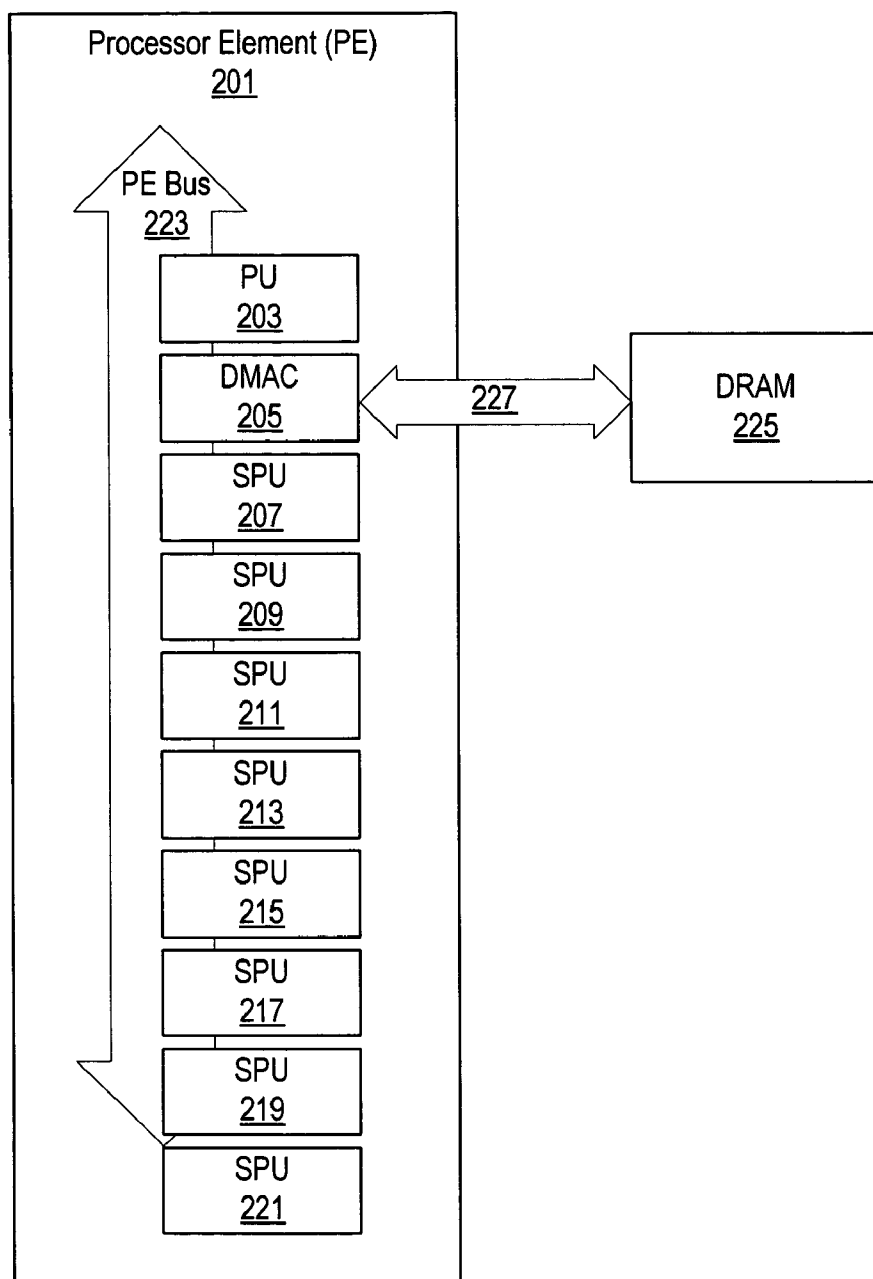 Processor Element (PE)
201
PE Bus
223
PU
203
DMAC
205
227
DRAM
225
SPU
207
SPU
209
SPU
211
SPU
213
SPU
215
SPU
217
SPU
219
SPU
221